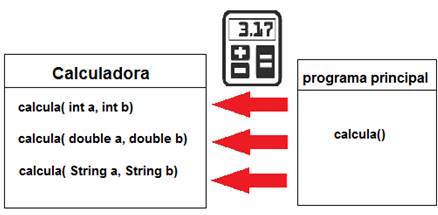 3.17
Calculadora
calcula( int a, int b)
calcula( double a, double b)
calcula( String a, String b)
programa principal
calcula()